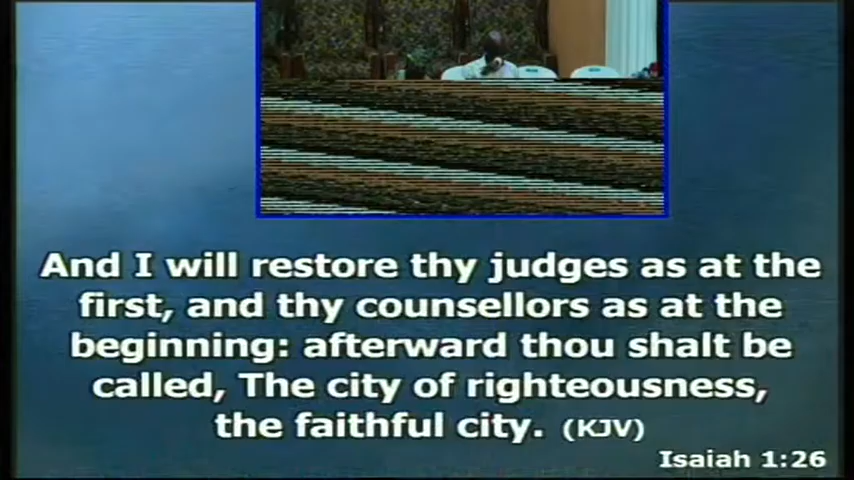 And I will restore thy judges as at the
first, and thy counsellors as at the
beginning: afterward thou shalt be
called, The city of righteousness,
the faithful city. (KJV)
Isaiah 1:26